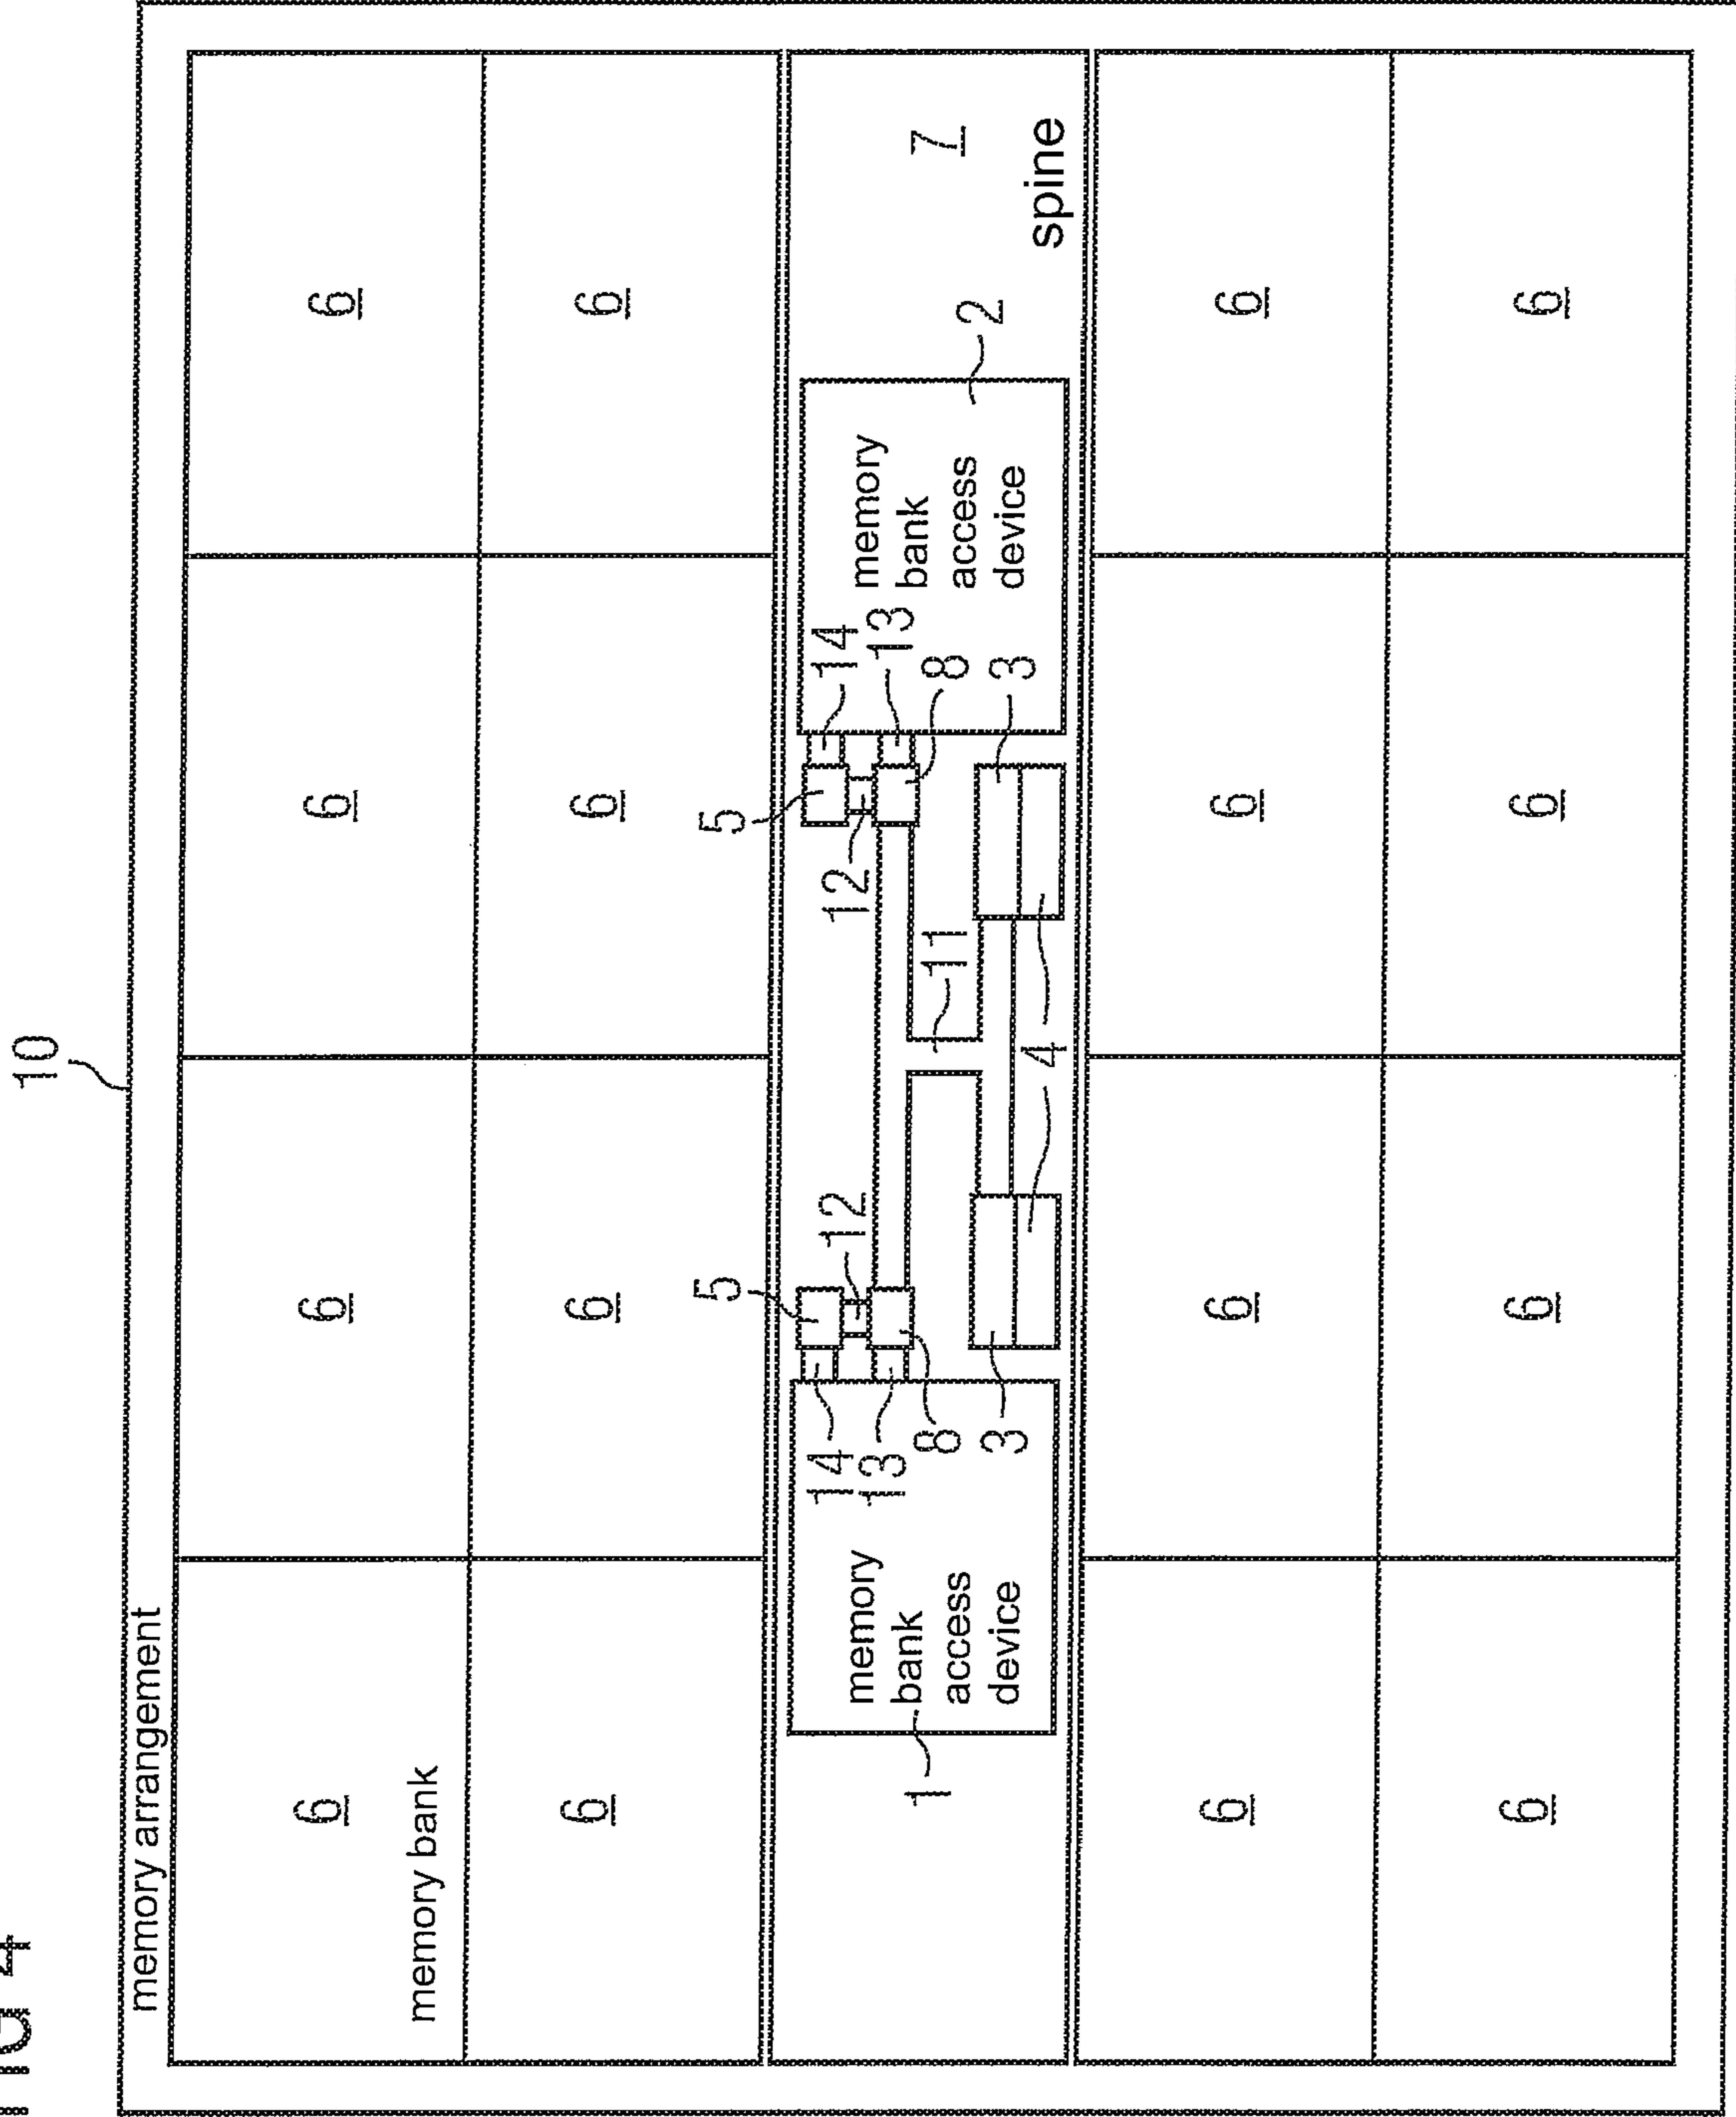 FIG 4
10
memory arrangement
6 6 6 6
memory bank
6 6 6 6
5 5
14 12 12 14
13 13
memory
bank
access
device
memory
bank
access
device
1
8 11 8
7
2
3 3
4
spine
6 6 6 6
6 6 6 6